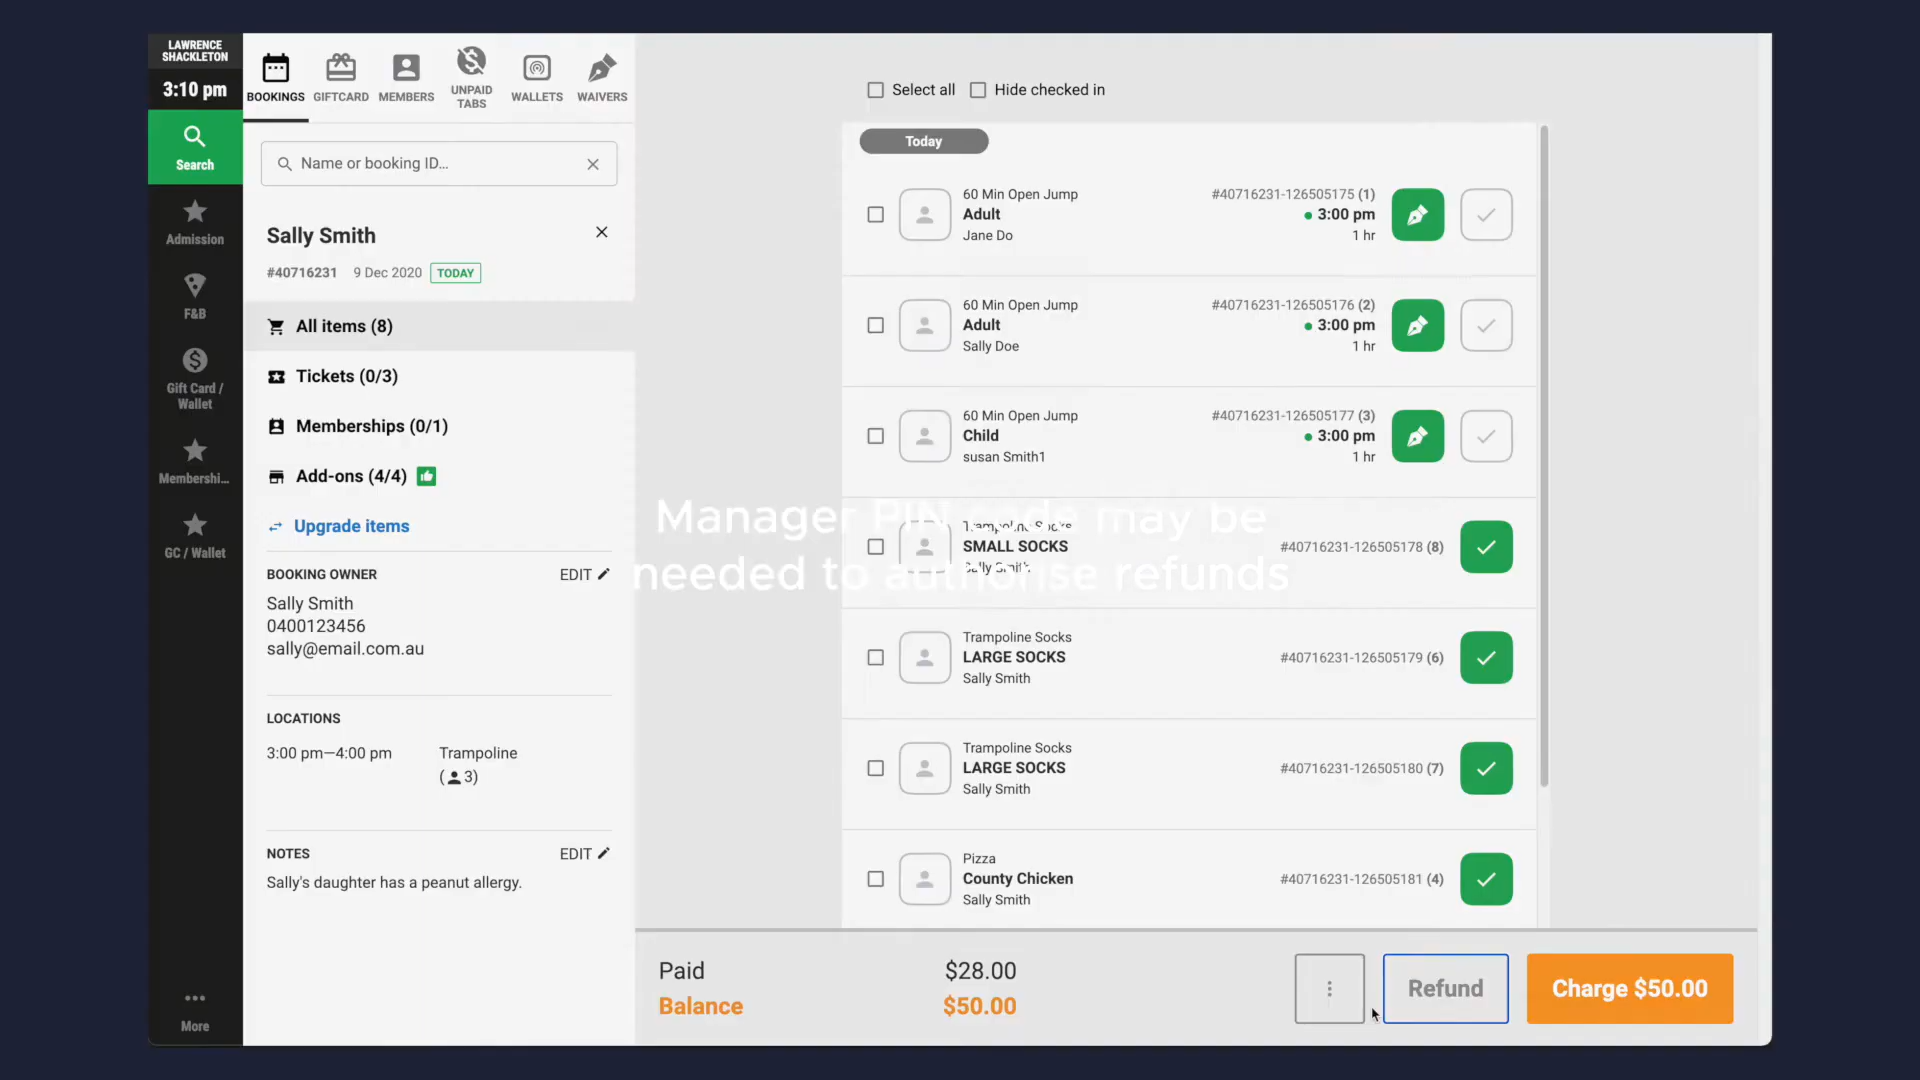 LAWRENCE
SHACKLETON
3:10 pm
Search
Admission
F&B
Gift Card /
Wallet
Membershi...
GC / Wallet
More
BOOKINGS
GIFTCARD
MEMBERS
UNPAID
TABS
WALLETS
WAIVERS
Name or booking ID...
Sally Smith
#40716231 9 Dec 2020 TODAY
All items (8)
Tickets (0/3)
Memberships (0/1)
Add-ons (4/4)
Upgrade items
BOOKING OWNER EDIT
Sally Smith
0400123456
sally@email.com.au
LOCATIONS
3:00 pm—4:00 pm Trampoline
(3)
NOTES EDIT
Sally's daughter has a peanut allergy.
Select all Hide checked in
Today
60 Min Open Jump #40716231-126505175 (1)
Adult 3:00 pm
Jane Do 1 hr
60 Min Open Jump #40716231-126505176 (2)
Adult 3:00 pm
Sally Doe 1 hr
60 Min Open Jump #40716231-126505177 (3)
Child 3:00 pm
susan Smith1 1 hr
Manager PIN code may be
needed to authorise refunds
Trampoline Socks
SMALL SOCKS #40716231-126505178 (8)
Sally Smith
Trampoline Socks
LARGE SOCKS #40716231-126505179 (6)
Sally Smith
Trampoline Socks
LARGE SOCKS #40716231-126505180 (7)
Sally Smith
Pizza
County Chicken #40716231-126505181 (4)
Sally Smith
Paid $28.00
Balance $50.00
Refund
Charge $50.00